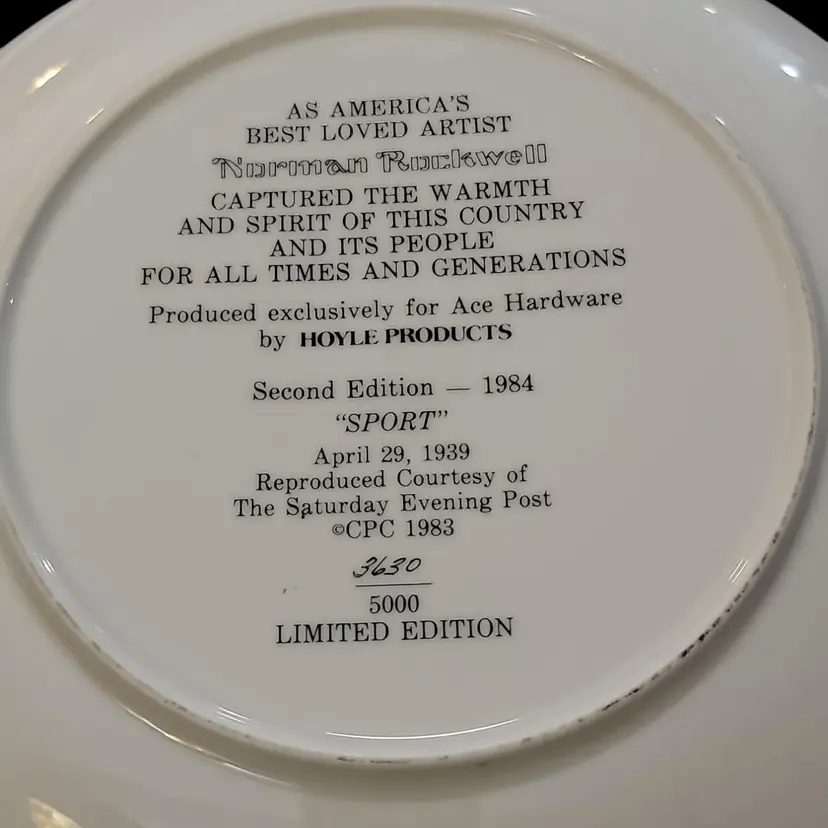 AS AMERICA'S
BEST LOVED ARTIST
Norman Rockwell
CAPTURED THE WARMTH
AND SPIRIT OF THIS COUNTRY
AND ITS PEOPLE
FOR ALL TIMES AND GENERATIONS
Produced exclusively for Ace Hardware
by HOYLE PRODUCTS
Second Edition — 1984
"SPORT"
April 29, 1939
Reproduced Courtesy of
The Saturday Evening Post
©CPC 1983
3630
5000
LIMITED EDITION